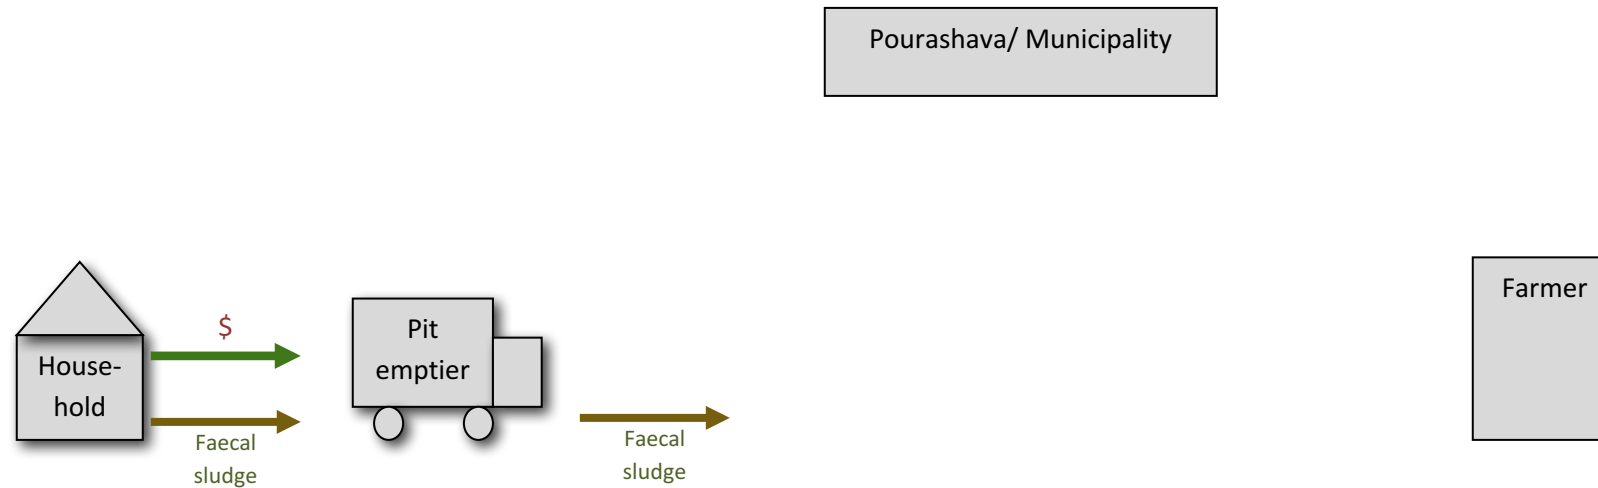 Pourashava/ Municipality
Farmer
$
Pit
emptier
House-
hold
Faecal
sludge
Faecal
sludge